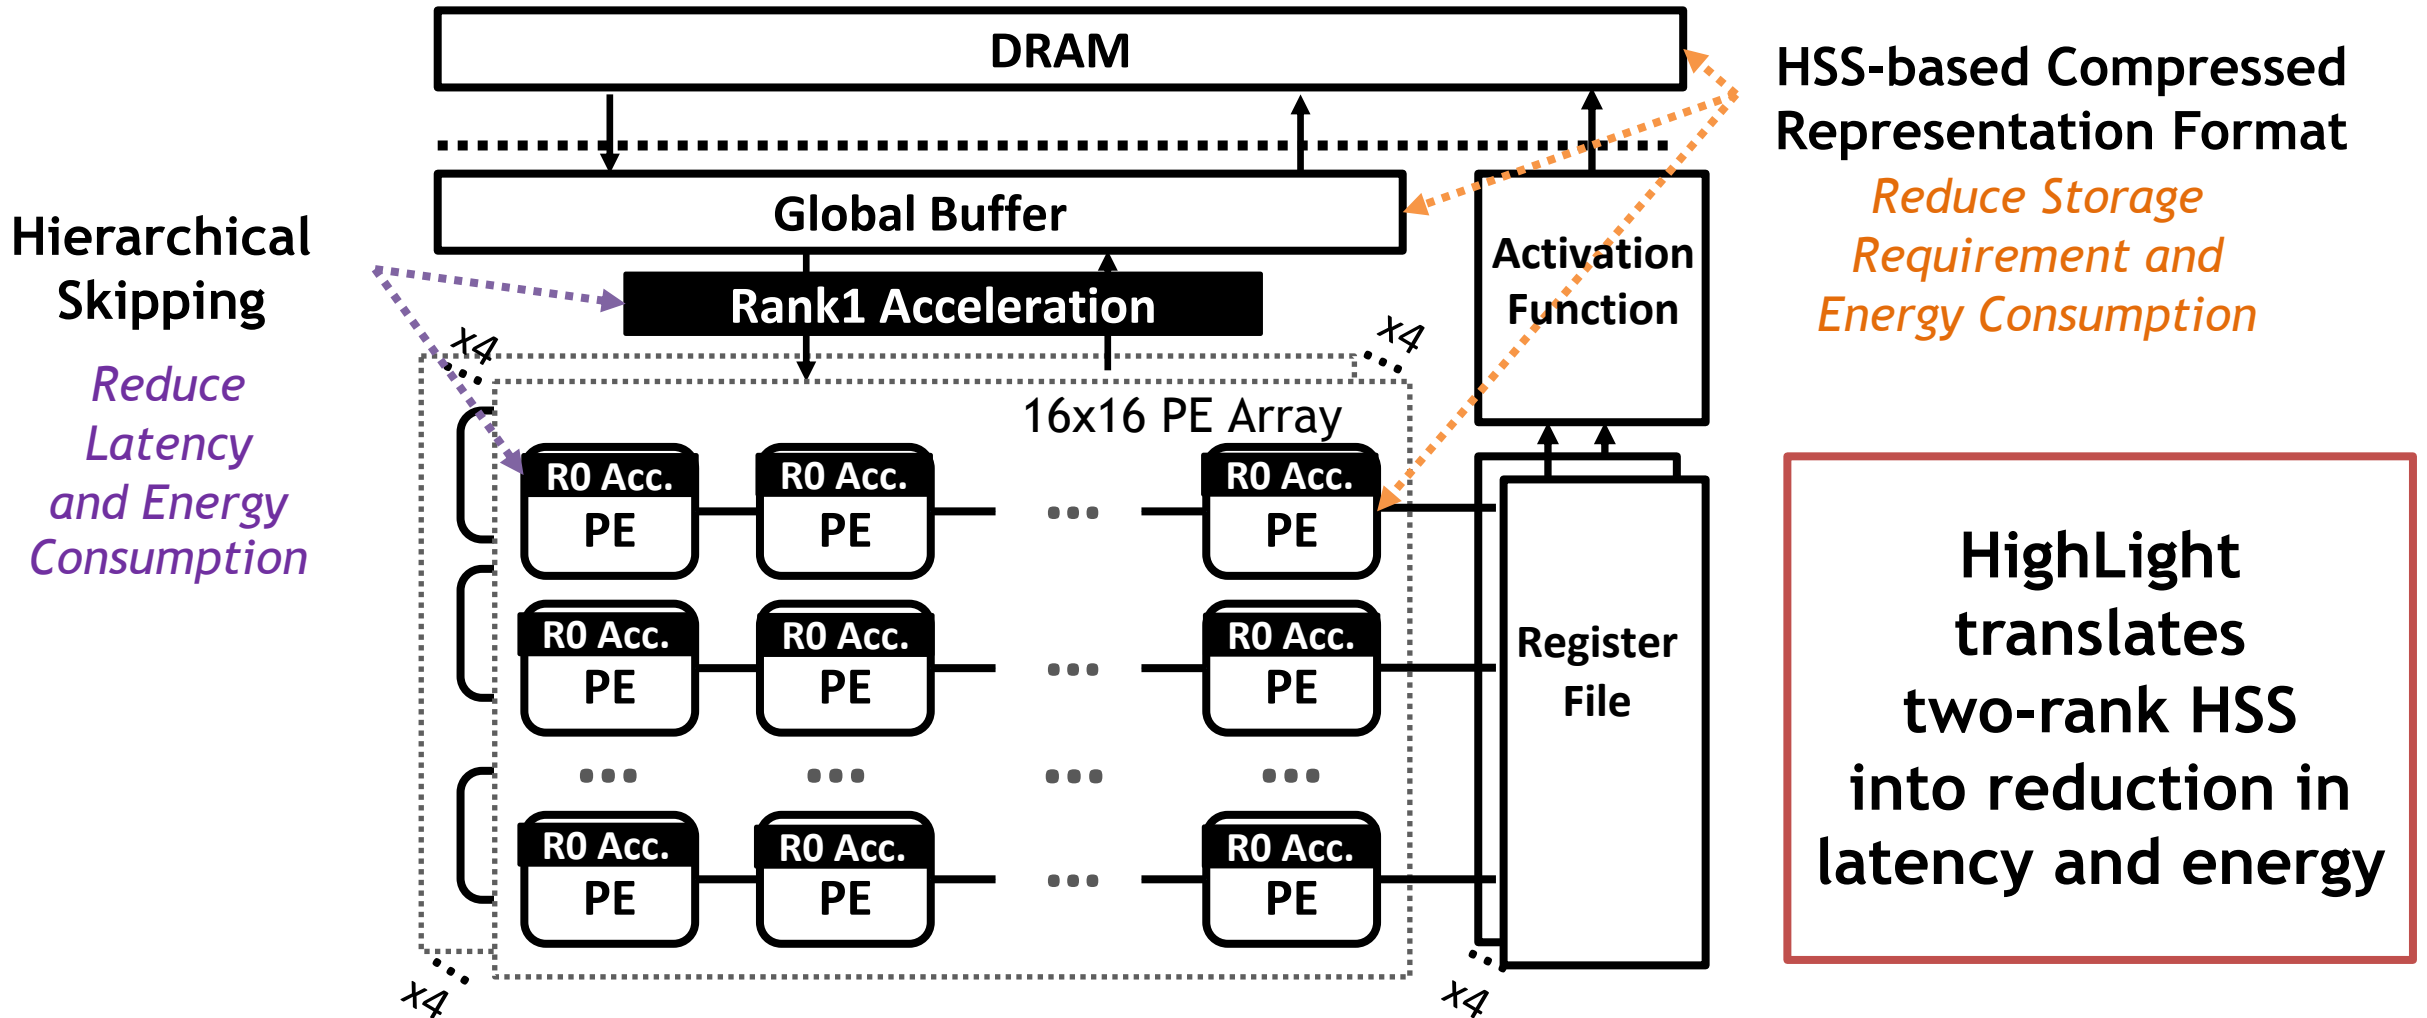 DRAM
HSS-based Compressed
Representation Format
Reduce Storage
Requirement and
Energy Consumption
Global Buffer
Activation
Function
Hierarchical
Skipping
Reduce
Latency
and Energy
Consumption
Rank1 Acceleration
x4
x4
16x16 PE Array
R0 Acc.
PE
R0 Acc.
PE
...
R0 Acc.
PE
R0 Acc.
PE
R0 Acc.
PE
...
R0 Acc.
PE
...
...
...
...
R0 Acc.
PE
R0 Acc.
PE
...
R0 Acc.
PE
Register
File
x4
x4
HighLight
translates
two-rank HSS
into reduction in
latency and energy